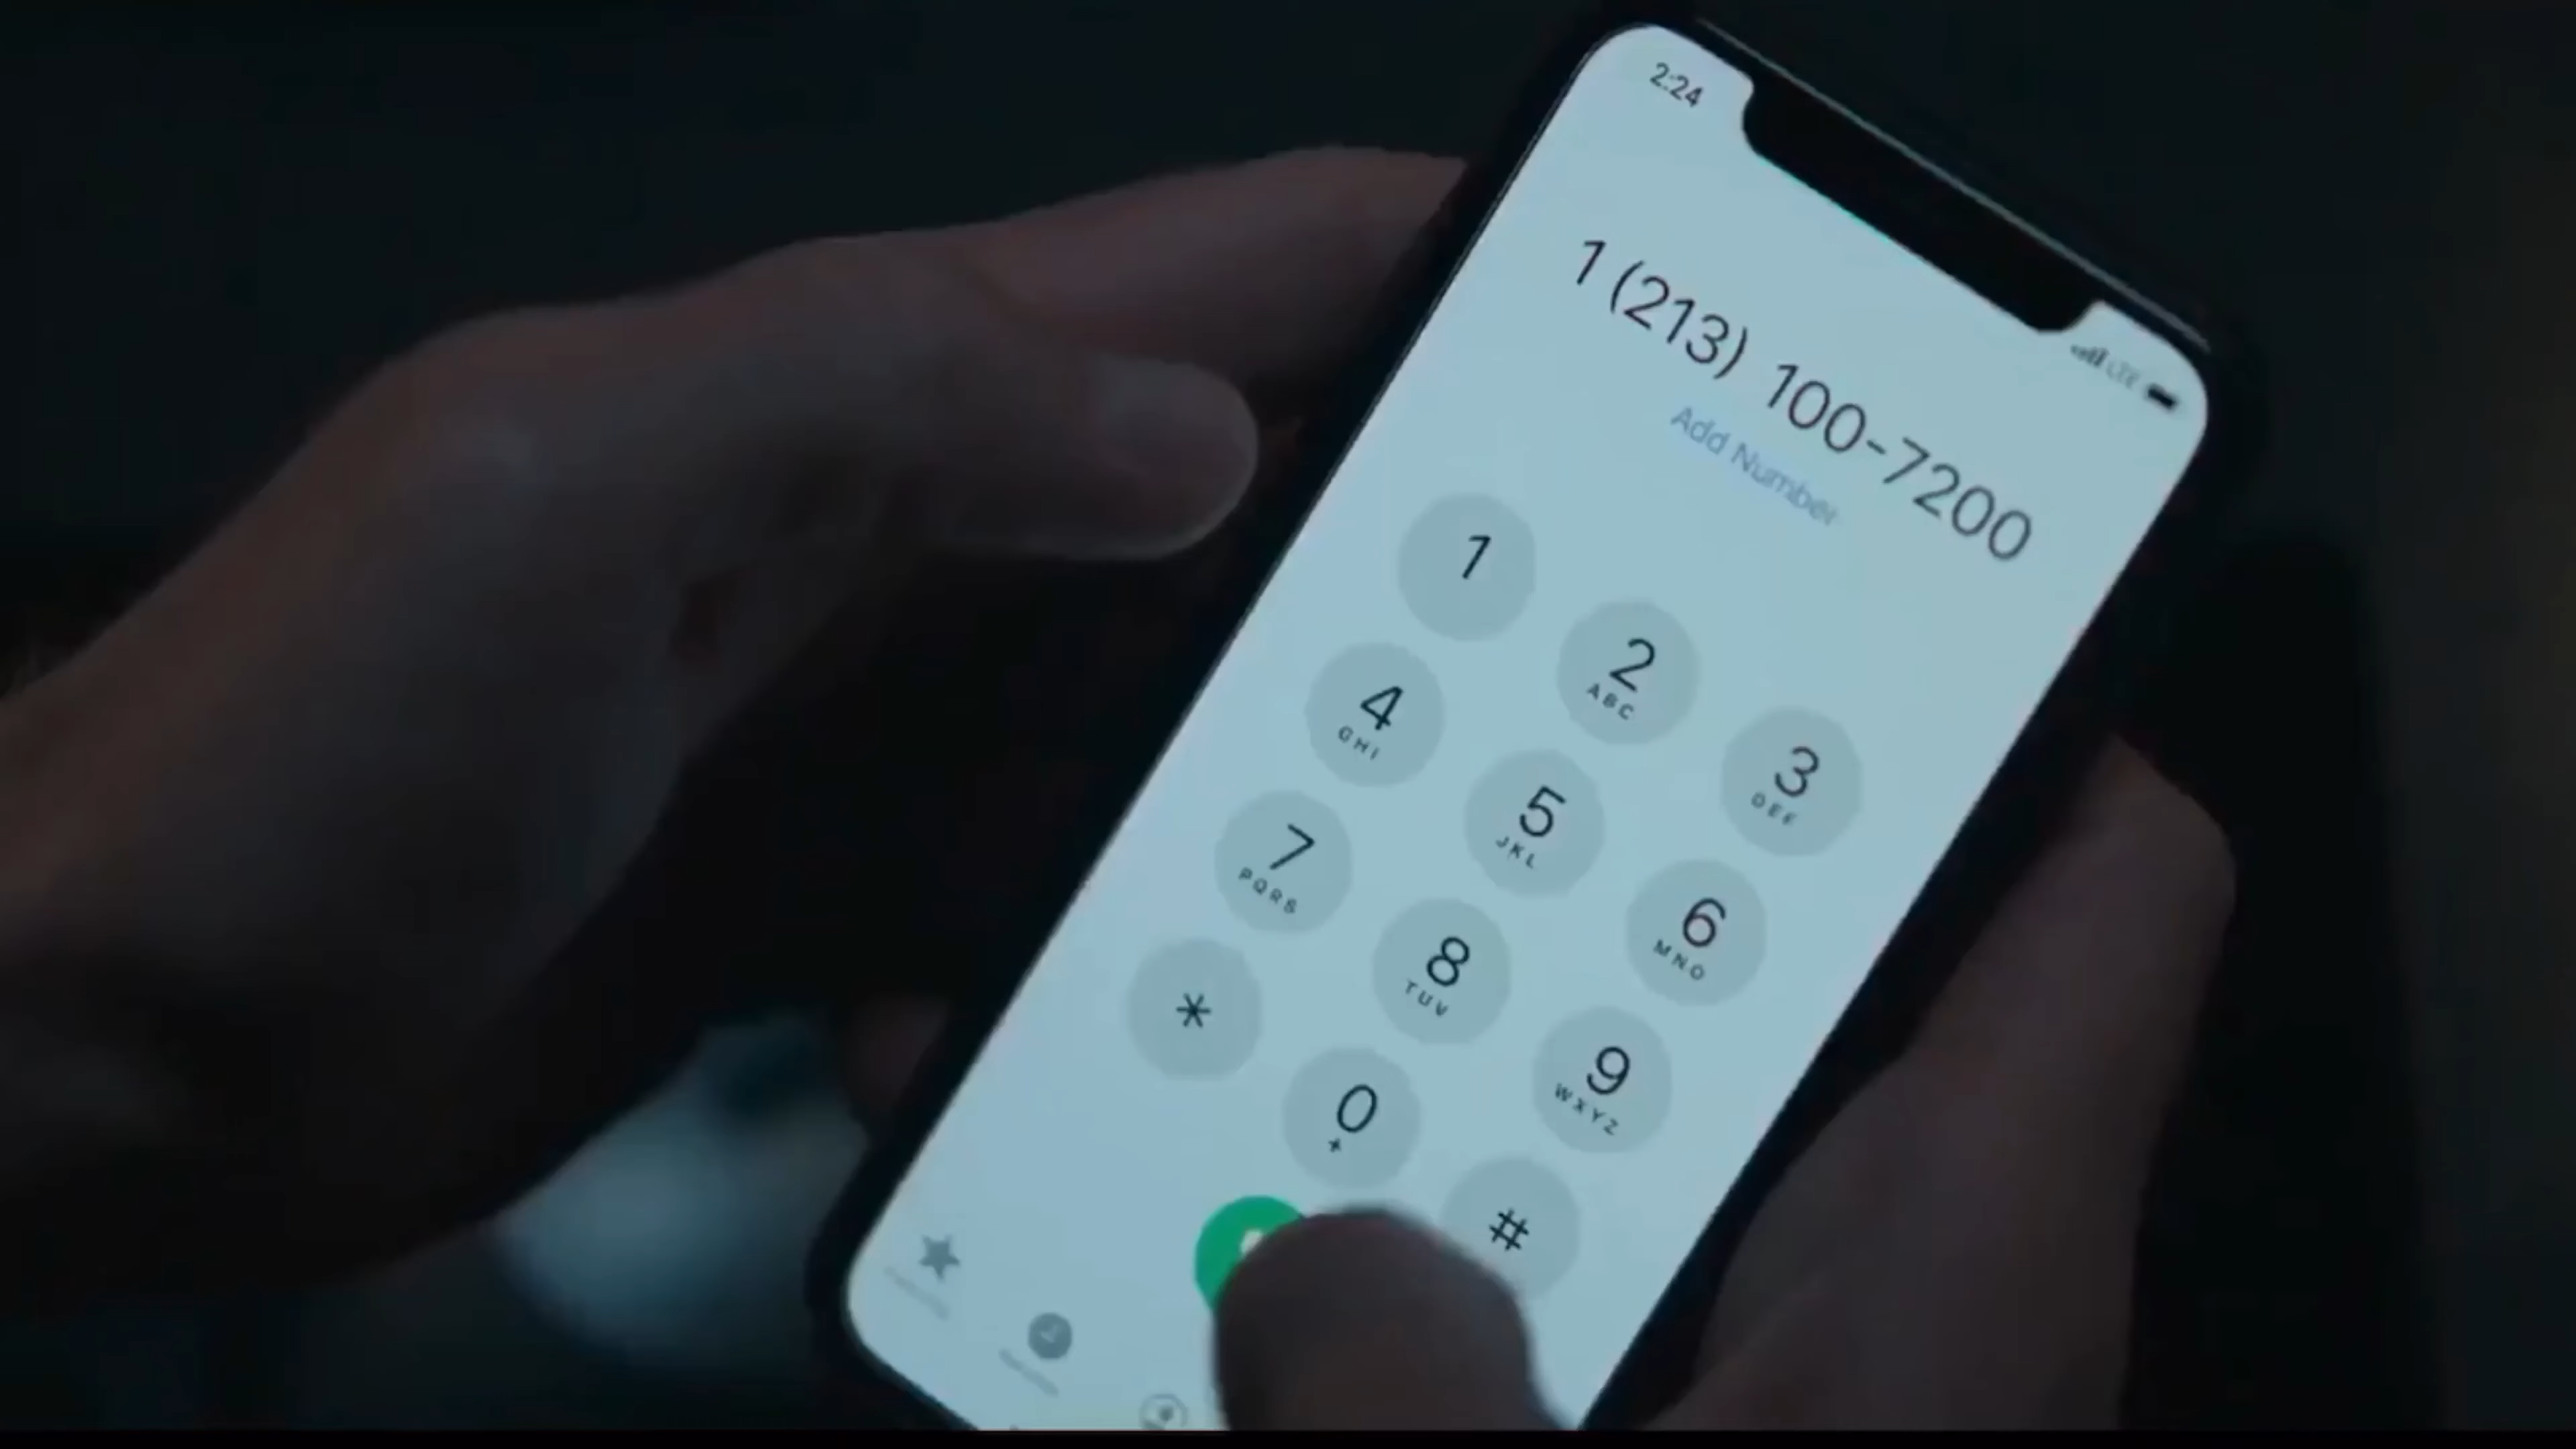 2:24
LTE
1 (213) 100-7200
Add Number
1
2
ABC
3
DEF
4
GHI
5
JKL
6
MNO
7
PQRS
8
TUV
9
WXYZ
*
0
+
#